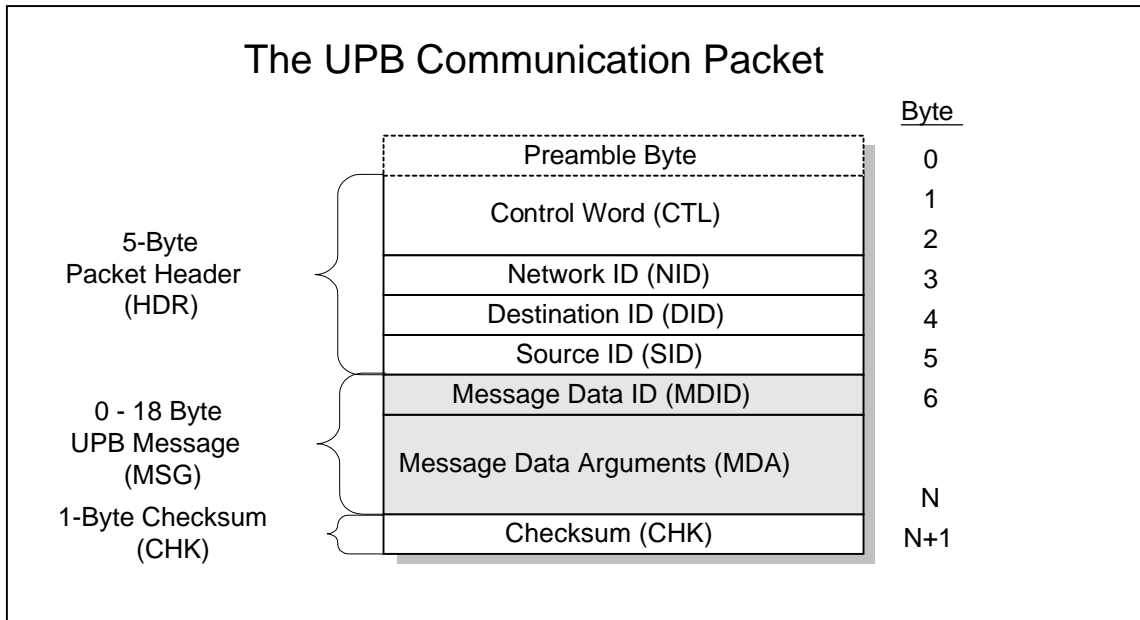 The UPB Communication Packet
Byte
Preamble Byte
0
Control Word (CTL)
1
2
5-Byte
Packet Header
(HDR)
Network ID (NID)
3
Destination ID (DID)
4
Source ID (SID)
5
Message Data ID (MDID)
6
0 - 18 Byte
UPB Message
(MSG)
Message Data Arguments (MDA)
N
1-Byte Checksum
(CHK)
Checksum (CHK)
N+1